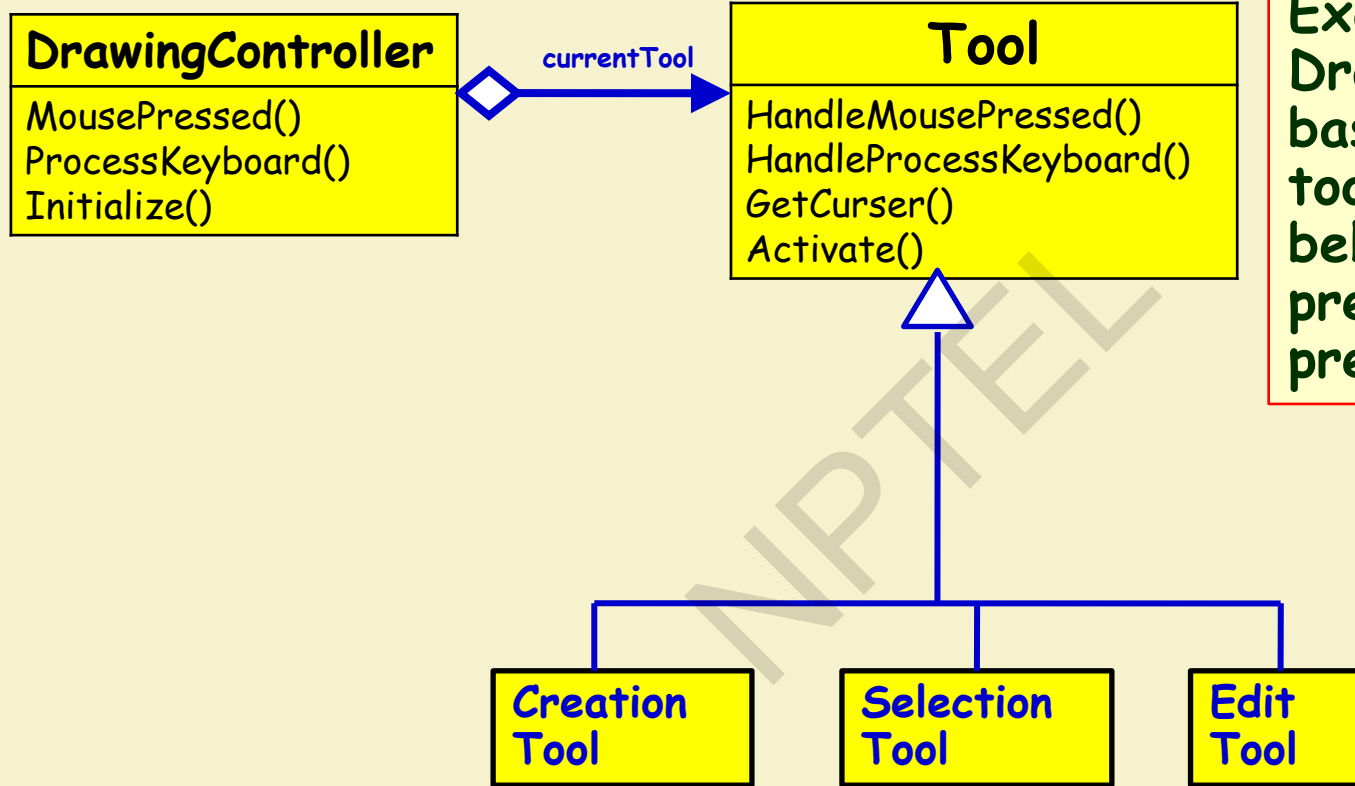 DrawingController
MousePressed()
ProcessKeyboard()
Initialize()
currentTool
Tool
HandleMousePressed()
HandleProcessKeyboard()
GetCurser()
Activate()
NPTEL
Creation
Tool
Selection
Tool
Edit
Tool